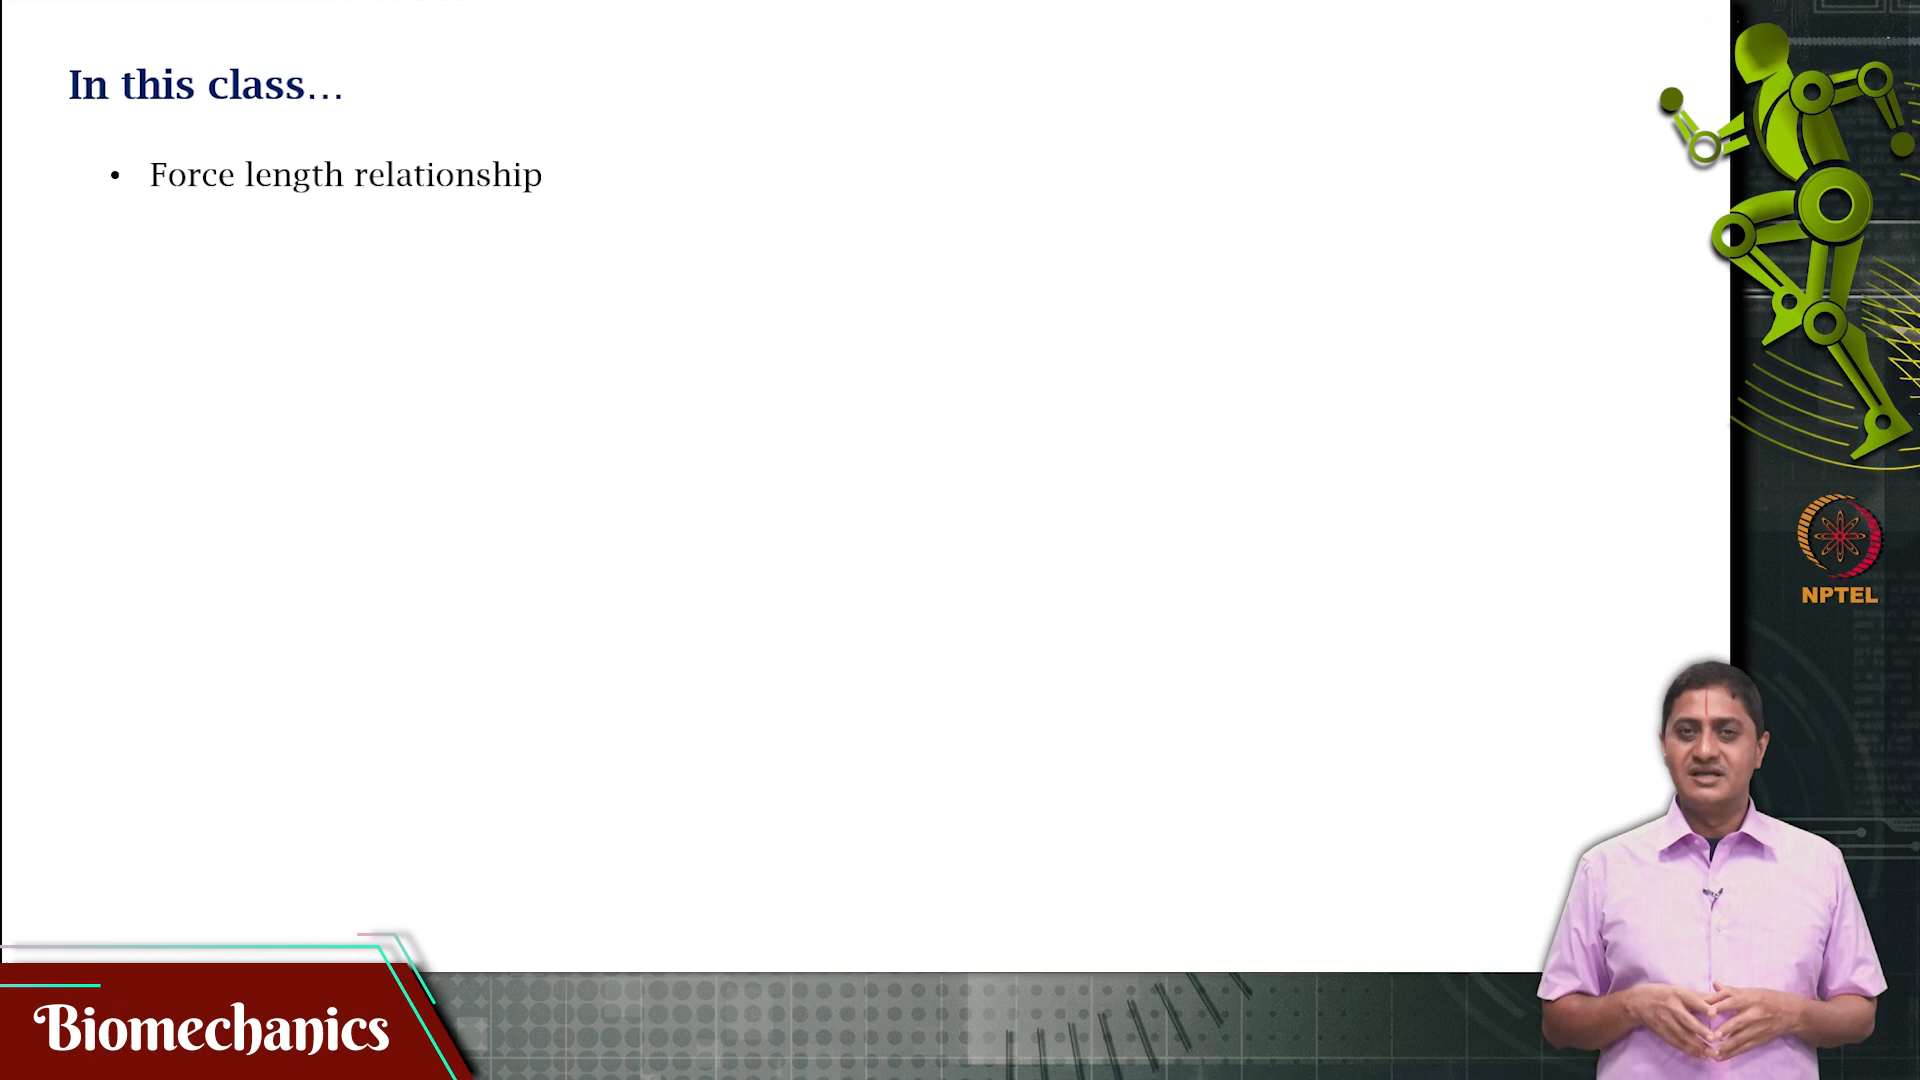 In this class...
• Force length relationship
NPTEL
Biomechanics